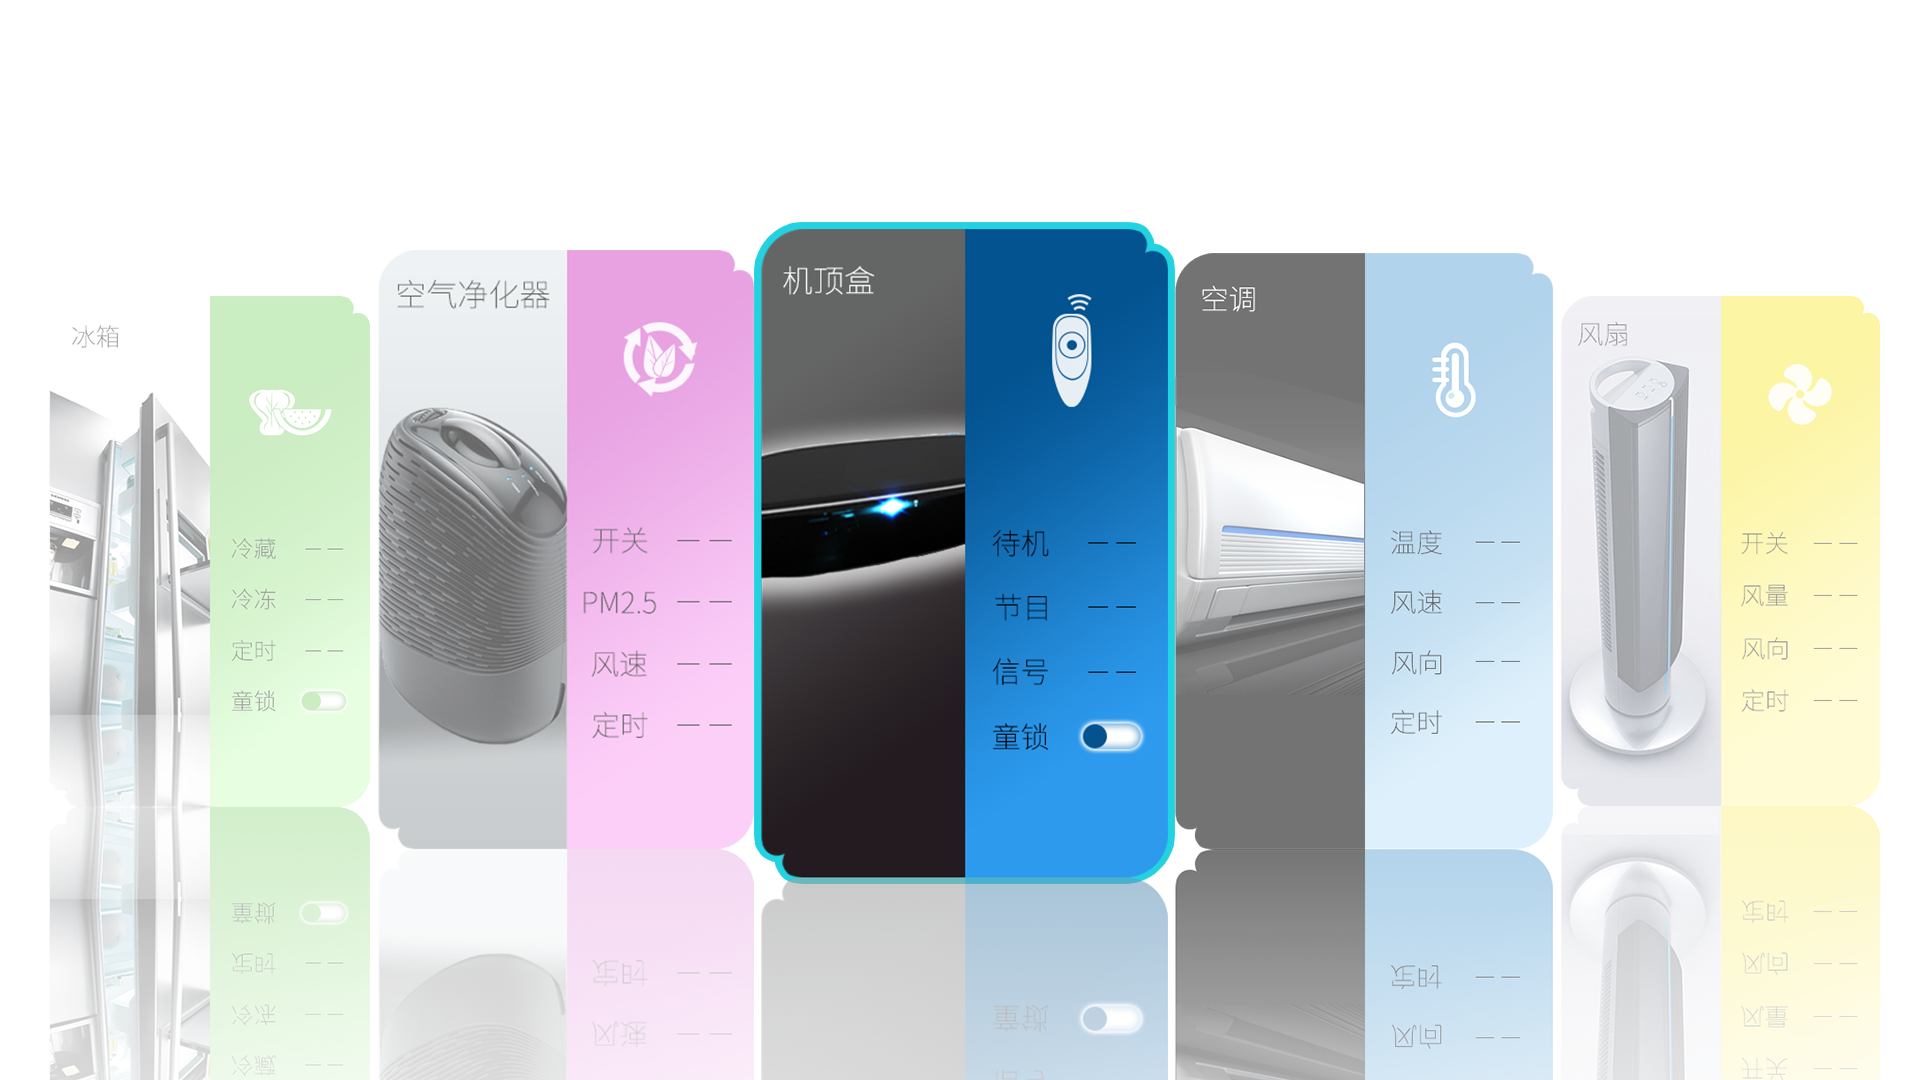 冰箱
冷藏 — —
冷冻 — —
定时 — —
童锁
空气净化器
开关 — —
PM2.5 — —
风速 — —
定时 — —
机顶盒
待机 — —
节目 — —
信号 — —
童锁
空调
温度 — —
风速 — —
风向 — —
定时 — —
风扇
开关 — —
风量 — —
风向 — —
定时 — —